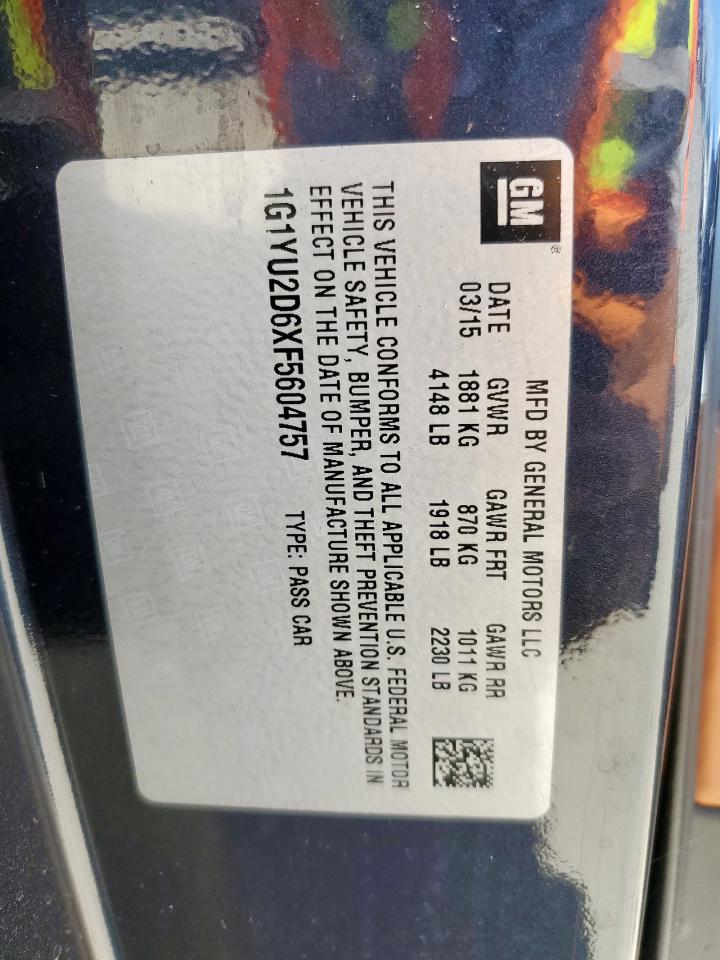 GM®
MFD BY GENERAL MOTORS LLC
DATE GVWR GAWR FRT GAWR RR
03/15 1881 KG 870 KG 1011 KG
4148 LB 1918 LB 2230 LB
THIS VEHICLE CONFORMS TO ALL APPLICABLE U.S. FEDERAL MOTOR
VEHICLE SAFETY, BUMPER, AND THEFT PREVENTION STANDARDS IN
EFFECT ON THE DATE OF MANUFACTURE SHOWN ABOVE.
1G1YU2D6XF5604757 TYPE: PASS CAR